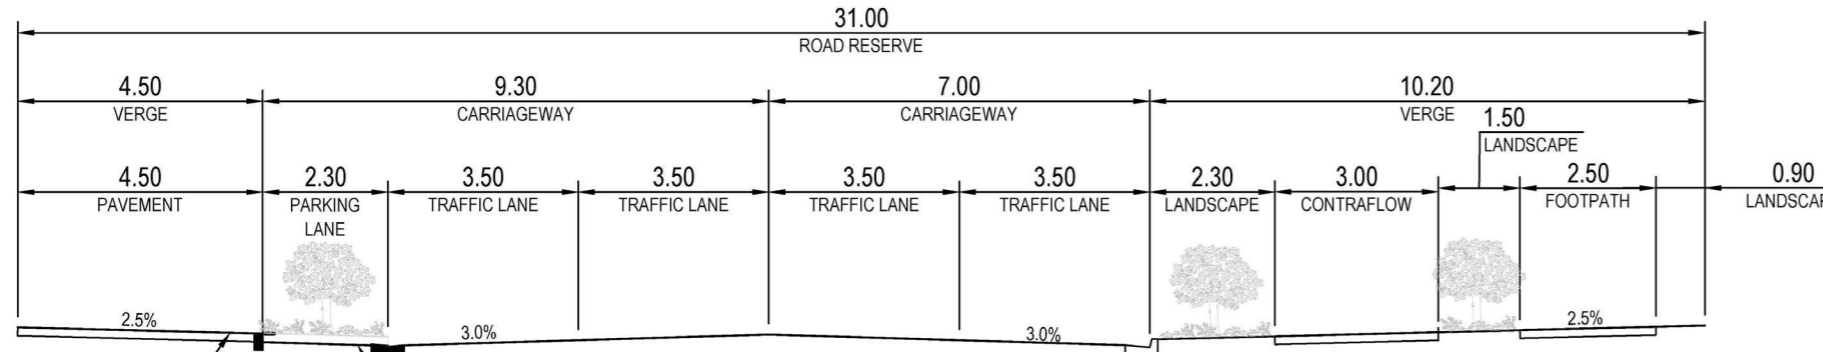 31.00
ROAD RESERVE
4.50
VERGE
9.30
CARRIAGEWAY
7.00
CARRIAGEWAY
10.20
VERGE
1.50
LANDSCAPE
4.50
PAVEMENT
2.30
PARKING
LANE
3.50
TRAFFIC LANE
3.50
TRAFFIC LANE
3.50
TRAFFIC LANE
3.50
TRAFFIC LANE
2.30
LANDSCAPE
3.00
CONTRAFLOW
2.50
FOOTPATH
0.90
LANDSCA
2.5%
3.0%
3.0%
2.5%